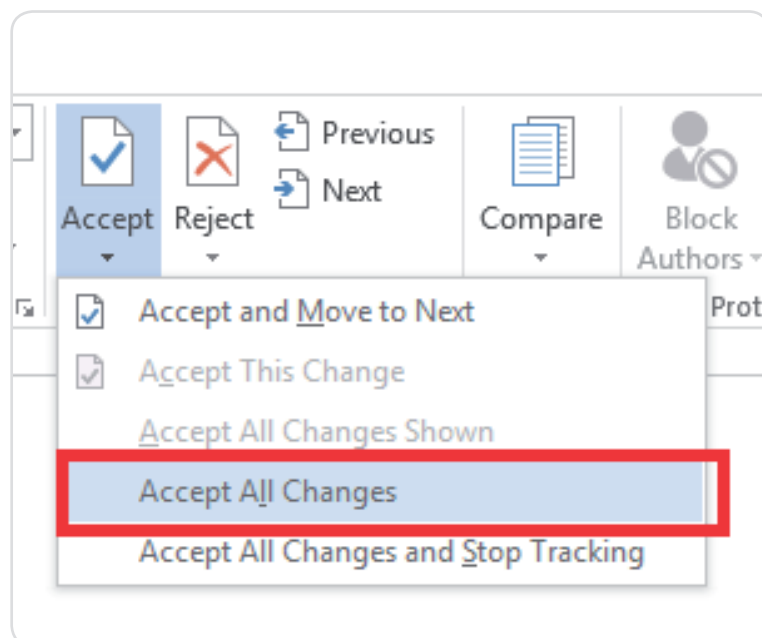 Previous
Next
Accept
Reject
Compare
Block
Authors
Prot
Accept and Move to Next
Accept This Change
Accept All Changes Shown
Accept All Changes
Accept All Changes and Stop Tracking